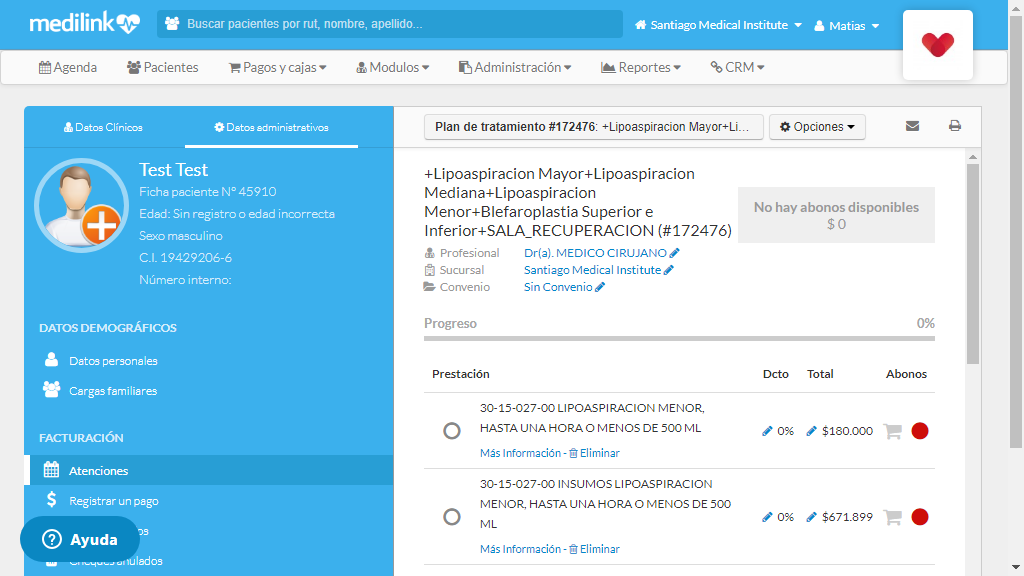 medilink
Buscar pacientes por rut, nombre, apellido...
Santiago Medical Institute
Matias
Agenda
Pacientes
Pagos y cajas
Modulos
Administración
Reportes
CRM
Datos Clínicos
Datos administrativos
Test Test
Ficha paciente N° 45910
Edad: Sin registro o edad incorrecta
Sexo masculino
C.I. 19429206-6
Número interno:
DATOS DEMOGRÁFICOS
Datos personales
Cargas familiares
FACTURACIÓN
Atenciones
Registrar un pago
Cheques anulados
Ayuda
Plan de tratamiento #172476: +Lipoaspiracion Mayor+Li...
Opciones
+Lipoaspiracion Mayor+Lipoaspiracion
Mediana+Lipoaspiracion
Menor+Blefaroplastia Superior e
Inferior+SALA_RECUPERACION (#172476)
No hay abonos disponibles
$ 0
Profesional Dr(a). MEDICO CIRUJANO
Sucursal Santiago Medical Institute
Convenio Sin Convenio
Progreso 0%
Prestación Dcto Total Abonos
30-15-027-00 LIPOASPIRACION MENOR,
HASTA UNA HORA O MENOS DE 500 ML
0% $180.000
Más Información - Eliminar
30-15-027-00 INSUMOS LIPOASPIRACION
MENOR, HASTA UNA HORA O MENOS DE 500
ML
0% $671.899
Más Información - Eliminar